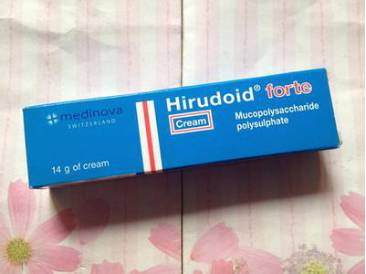 medinova
SWITZERLAND
Hirudoid® forte
Cream
Mucopolysaccharide
polysulphate
14 g of cream